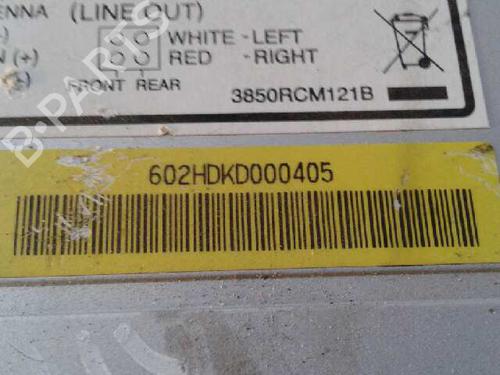 ENNA (LINE OUT)
-)
WHITE -LEFT
N (+)
RED -RIGHT
FRONT REAR
3850RCM121B
602HDKD000405
B-PARTS